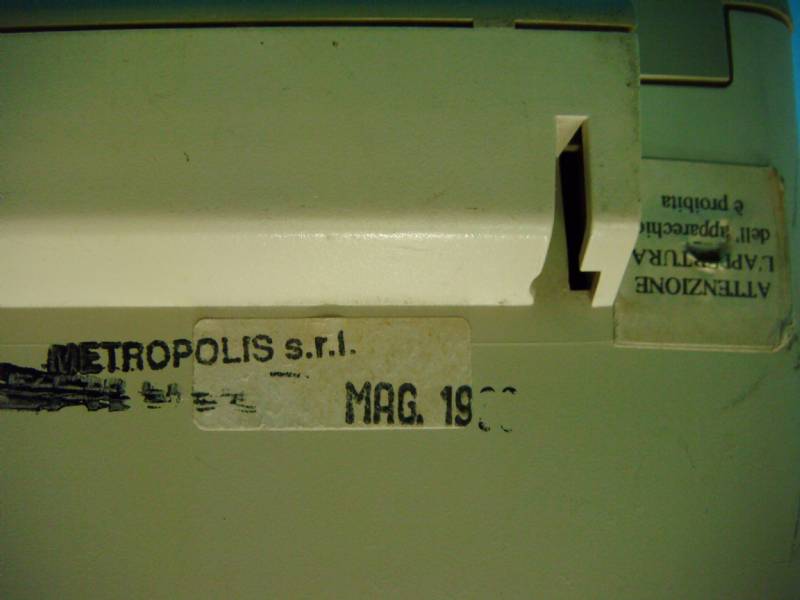 METROPOLIS s.r.l.
MAG. 19
ATTENZIONE
L'APERTURA
dell' apparecchio
è proibita